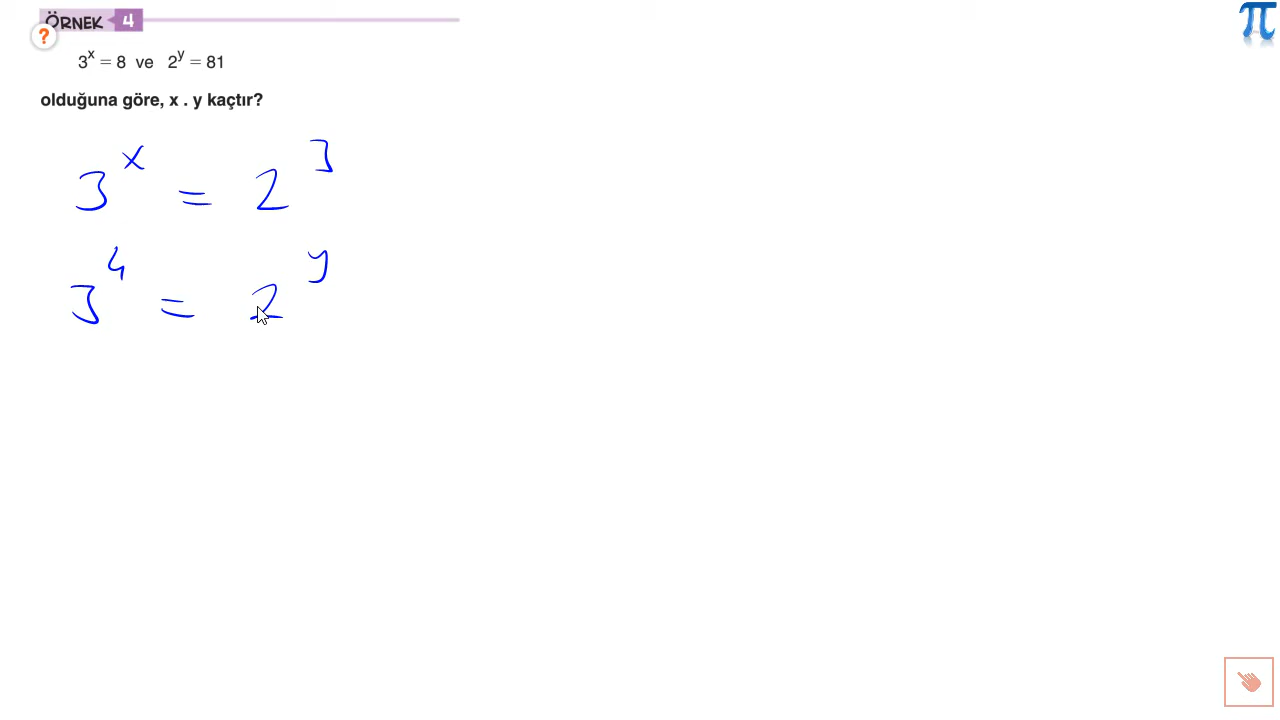 ÖRNEK 4
?
3^x = 8 ve 2^y = 81
olduğuna göre, x . y kaçtır?
3^x = 2^3
3^4 = 2^y
π